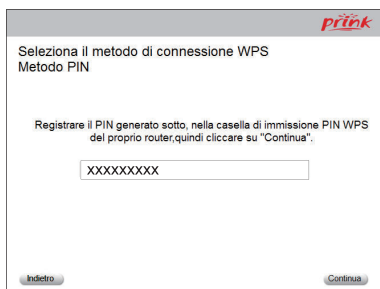 prink
Seleziona il metodo di connessione WPS
Metodo PIN
Registrare il PIN generato sotto, nella casella di immissione PIN WPS
del proprio router,quindi cliccare su "Continua".
XXXXXXXXX
Indietro
Continua